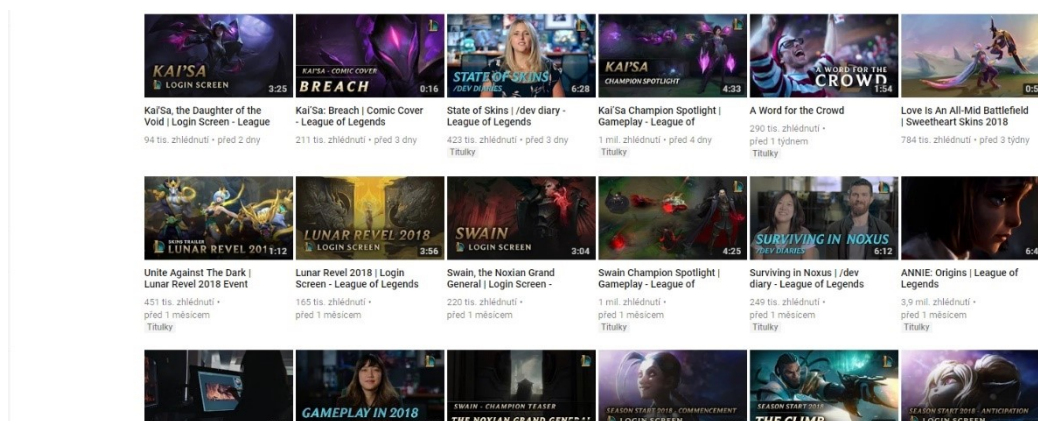 KAI'SA
LOGIN SCREEN
3:25
Kai'Sa, the Daughter of the
Void | Login Screen - League
94 tis. zhlédnutí • před 2 dny
KAI'SA - COMIC COVER
BREACH
0:16
Kai'Sa: Breach | Comic Cover
- League of Legends
211 tis. zhlédnutí • před 3 dny
STATE OF SKINS
/DEV DIARIES
6:28
State of Skins | /dev diary -
League of Legends
423 tis. zhlédnutí • před 3 dny
Titulky
KAI'SA
CHAMPION SPOTLIGHT
4:33
Kai'Sa Champion Spotlight |
Gameplay - League of
1 mil. zhlédnutí • před 4 dny
Titulky
A WORD FOR THE
CROWD
1:54
A Word for the Crowd
290 tis. zhlédnutí •
před 1 týdnem
Titulky
Love Is An All-Mid Battlefield
| Sweetheart Skins 2018
784 tis. zhlédnutí • před 3 týdny
SKINS TRAILER
LUNAR REVEL 201
1:12
Unite Against The Dark |
Lunar Revel 2018 Event
451 tis. zhlédnutí •
před 1 měsícem
Titulky
LUNAR REVEL 2018
LOGIN SCREEN
3:56
Lunar Revel 2018 | Login
Screen - League of Legends
165 tis. zhlédnutí •
před 1 měsícem
SWAIN
LOGIN SCREEN
3:04
Swain, the Noxian Grand
General | Login Screen -
220 tis. zhlédnutí •
před 1 měsícem
4:25
Swain Champion Spotlight |
Gameplay - League of
1 mil. zhlédnutí •
před 1 měsícem
Titulky
SURVIVING IN NOXUS
/DEV DIARIES
6:12
Surviving in Noxus | /dev
diary - League of Legends
249 tis. zhlédnutí •
před 1 měsícem
Titulky
ANNIE: Origins | League of
Legends
3,9 mil. zhlédnutí •
před 1 měsícem
Titulky
GAMEPLAY IN 2018
SWAIN - CHAMPION TEASER
THE NOXIAN GRAND GENERAL
SEASON START 2018 - COMMENCEMENT
LOGIN SCREEN
SEASON START 2018
THE CLIMB
SEASON START 2018 - ANTICIPATION
LOGIN SCREEN